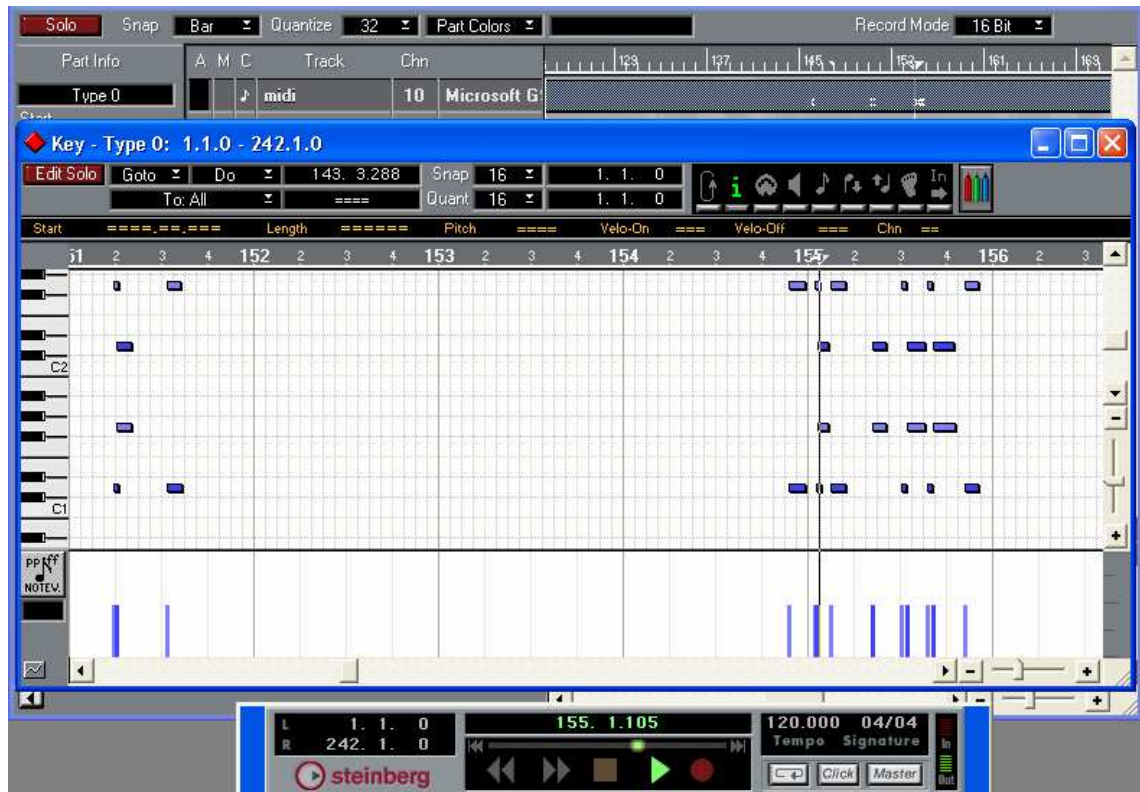 Solo Snap Bar Quantize 32 Part Colors Record Mode 16 Bit
Part Info A M C Track Chn 129 137 145 153 161 169
Type 0 midi 10 Microsoft G
Start
Key - Type 0: 1.1.0 - 242.1.0
Edit Solo Goto Do 143. 3.288 Snap 16 1. 1. 0 In
To: All ==== Quant 16 1. 1. 0
Start ====.==.=== Length ====== Pitch ==== Velo-On === Velo-Off === Chn ==
51 2 3 4 152 2 3 4 153 2 3 4 154 2 3 4 155 2 3 4 156 2 3
C2
C1
PP ff
NOTEV.
L 1. 1. 0 155. 1.105 120.000 04/04
R 242. 1. 0 Tempo Signature In
steinberg Click Master Out